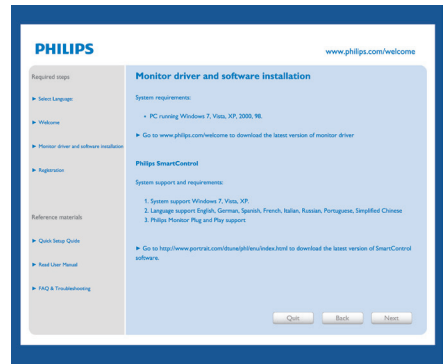 PHILIPS
www.philips.com/welcome
Required steps
Select Language:
Welcome
Monitor driver and software installation
Registration
Reference materials
Quick Setup Guide
Read User Manual
FAQ & Troubleshooting
Monitor driver and software installation
System requirements:
• PC running Windows 7, Vista, XP, 2000, 98.
Go to www.philips.com/welcome to download the latest version of monitor driver
Philips SmartControl
System support and requirements:
1. System support Windows 7, Vista, XP.
2. Language support English, German, Spanish, French, Italian, Russian, Portuguese, Simplified Chinese
3. Philips Monitor Plug and Play support
Go to http://www.portrait.com/dtune/phl/enu/index.html to download the latest version of SmartControl
software.
Quit
Back
Next